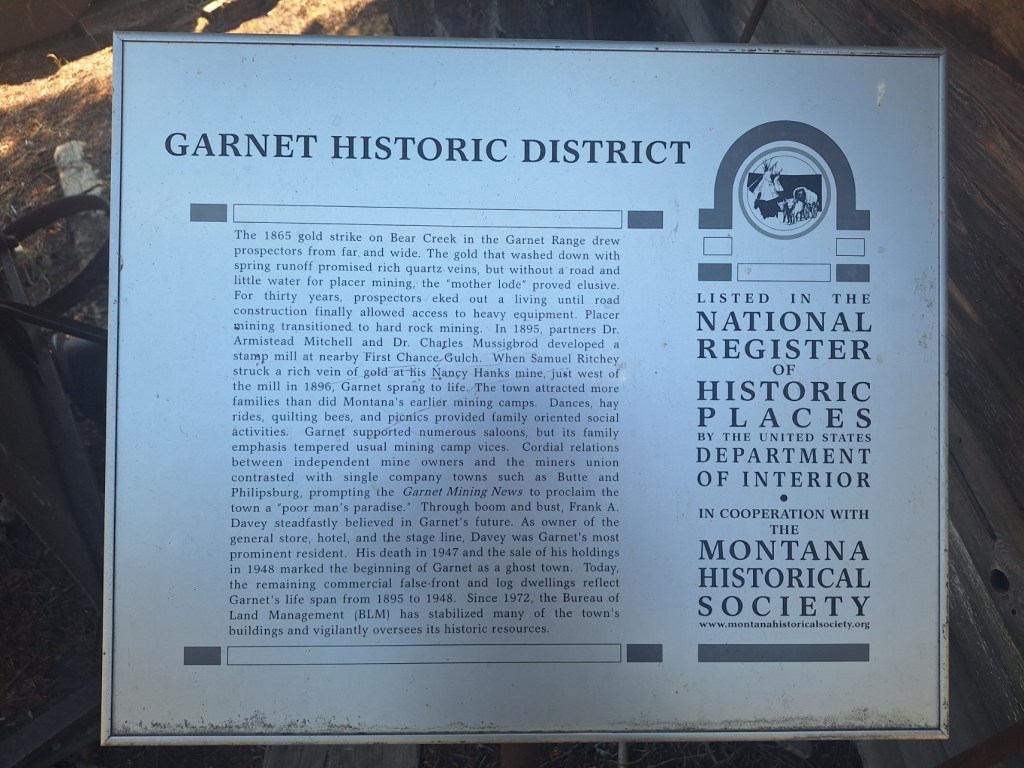 GARNET HISTORIC DISTRICT
The 1865 gold strike on Bear Creek in the Garnet Range drew
prospectors from far and wide. The gold that washed down with
spring runoff promised rich quartz veins, but without a road and
little water for placer mining, the "mother lode" proved elusive.
For thirty years, prospectors eked out a living until road
construction finally allowed access to heavy equipment. Placer
mining transitioned to hard rock mining. In 1895, partners Dr.
Armistead Mitchell and Dr. Charles Mussigbrod developed a
stamp mill at nearby First Chance Gulch. When Samuel Ritchey
struck a rich vein of gold at his Nancy Hanks mine, just west of
the mill in 1896, Garnet sprang to life. The town attracted more
families than did Montana's earlier mining camps. Dances, hay
rides, quilting bees, and picnics provided family oriented social
activities. Garnet supported numerous saloons, but its family
emphasis tempered usual mining camp vices. Cordial relations
between independent mine owners and the miners union
contrasted with single company towns such as Butte and
Philipsburg, prompting the Garnet Mining News to proclaim the
town a "poor man's paradise." Through boom and bust, Frank A.
Davey steadfastly believed in Garnet's future. As owner of the
general store, hotel, and the stage line, Davey was Garnet's most
prominent resident. His death in 1947 and the sale of his holdings
in 1948 marked the beginning of Garnet as a ghost town. Today,
the remaining commercial false-front and log dwellings reflect
Garnet's life span from 1895 to 1948. Since 1972, the Bureau of
Land Management (BLM) has stabilized many of the town's
buildings and vigilantly oversees its historic resources.
LISTED IN THE
NATIONAL
REGISTER
OF
HISTORIC
PLACES
BY THE UNITED STATES
DEPARTMENT
OF INTERIOR
•
IN COOPERATION WITH
THE
MONTANA
HISTORICAL
SOCIETY
www.montanahistoricalsociety.org